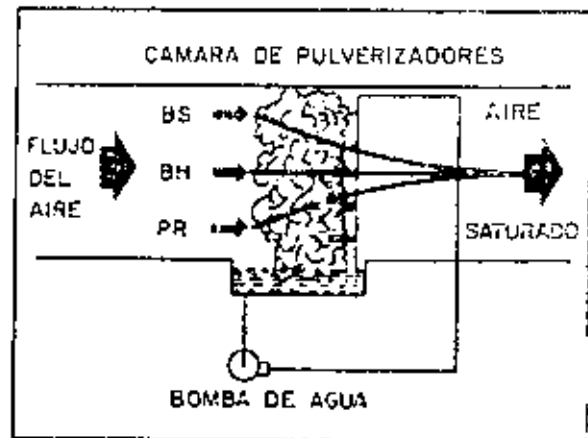 CAMARA DE PULVERIZADORES
BS
AIRE
FLUJO
DEL
AIRE
BH
PR
SATURADO
BOMBA DE AGUA